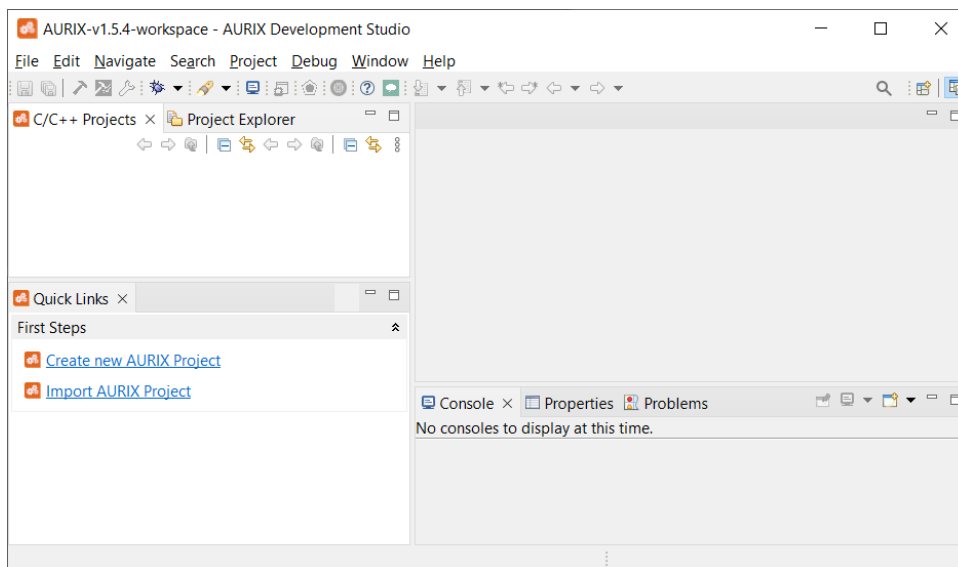 AURIX-v1.5.4-workspace - AURIX Development Studio
File Edit Navigate Search Project Debug Window Help
C/C++ Projects Project Explorer
Quick Links
First Steps
Create new AURIX Project
Import AURIX Project
Console Properties Problems
No consoles to display at this time.